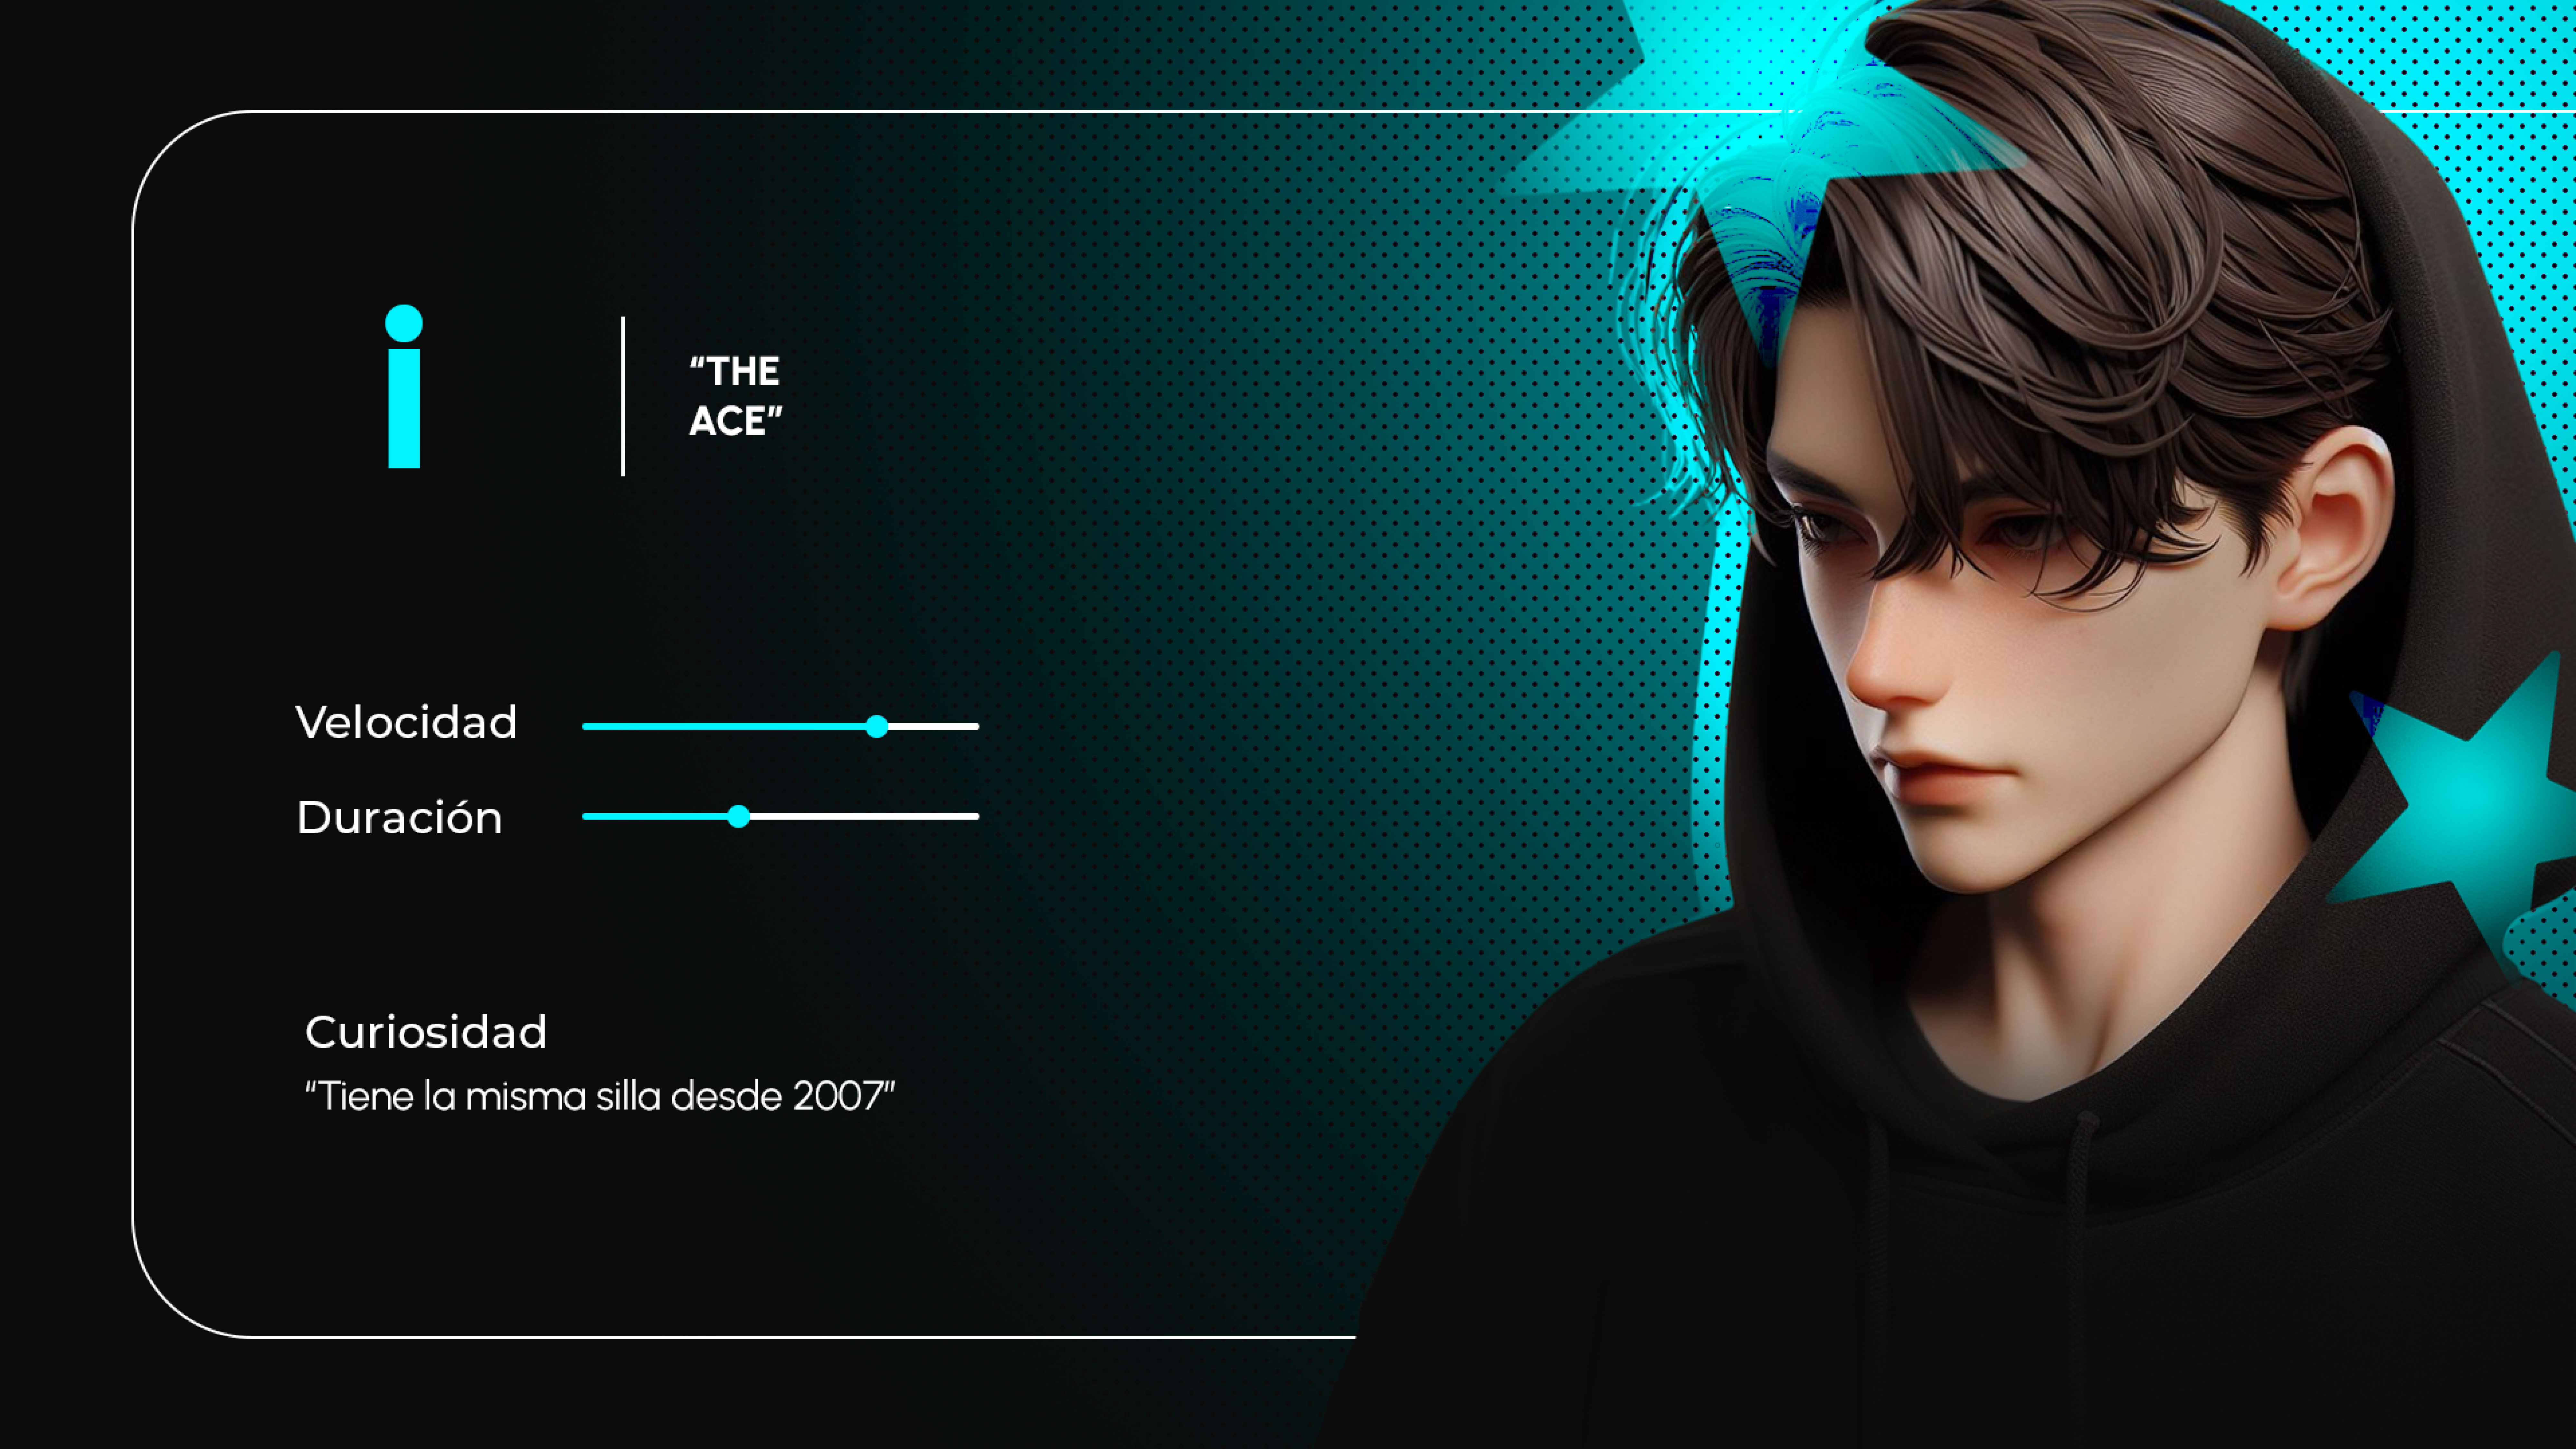 i
“THE
ACE”
Velocidad
Duración
Curiosidad
“Tiene la misma silla desde 2007”